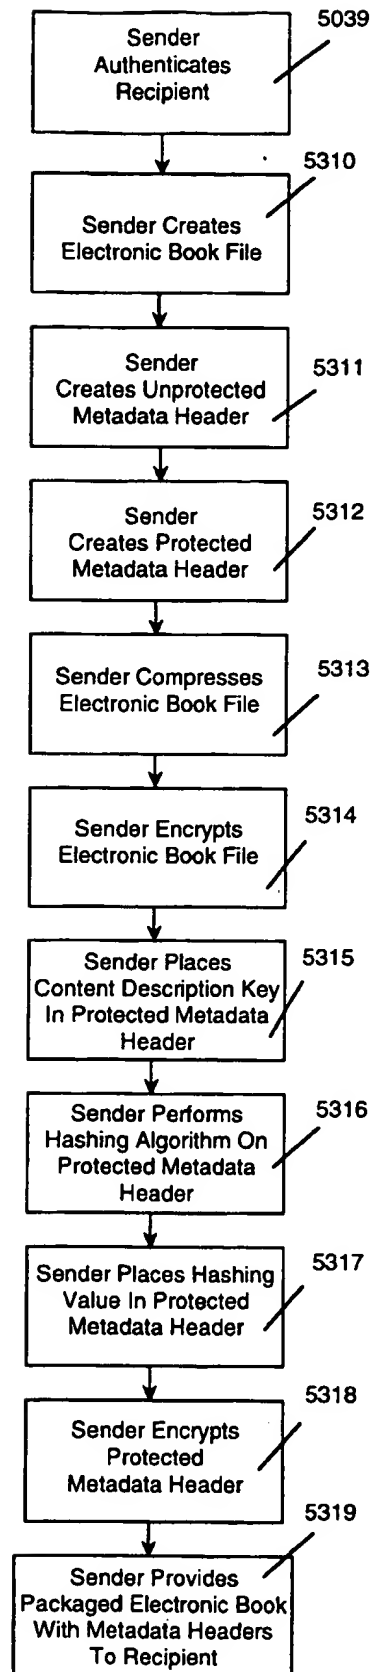 5039
Sender
Authenticates
Recipient
5310
Sender Creates
Electronic Book File
5311
Sender
Creates Unprotected
Metadata Header
5312
Sender
Creates Protected
Metadata Header
5313
Sender Compresses
Electronic Book File
5314
Sender Encrypts
Electronic Book File
5315
Sender Places
Content Description Key
In Protected Metadata
Header
5316
Sender Performs
Hashing Algorithm On
Protected Metadata
Header
5317
Sender Places Hashing
Value In Protected
Metadata Header
5318
Sender Encrypts
Protected
Metadata Header
5319
Sender Provides
Packaged Electronic Book
With Metadata Headers
To Recipient